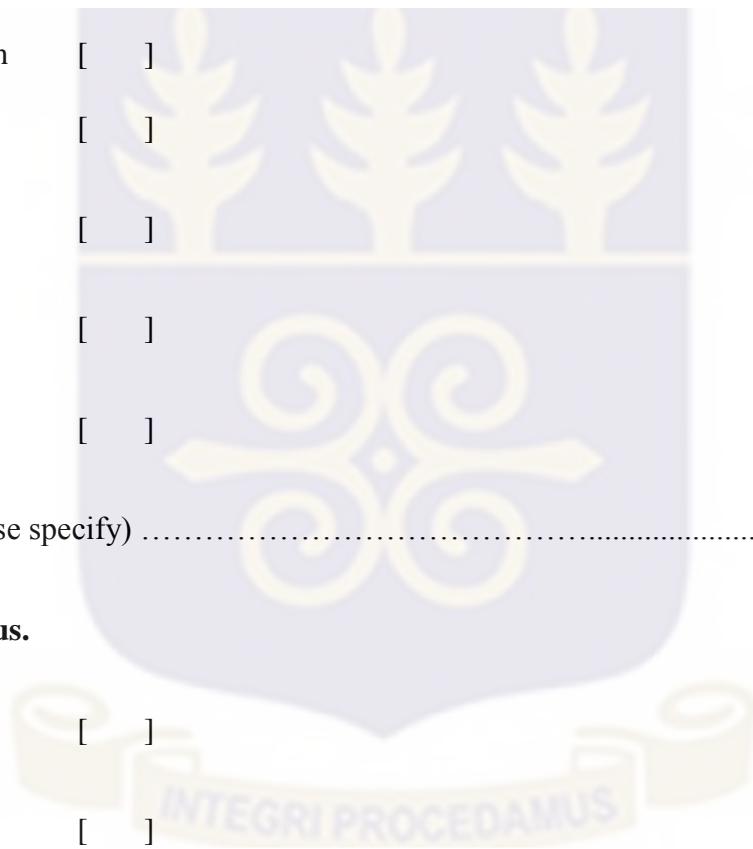 n [ ]
[ ]
[ ]
[ ]
[ ]
se specify) ……………………………………………......................
us.
[ ]
INTEGRI PROCEDAMUS
[ ]